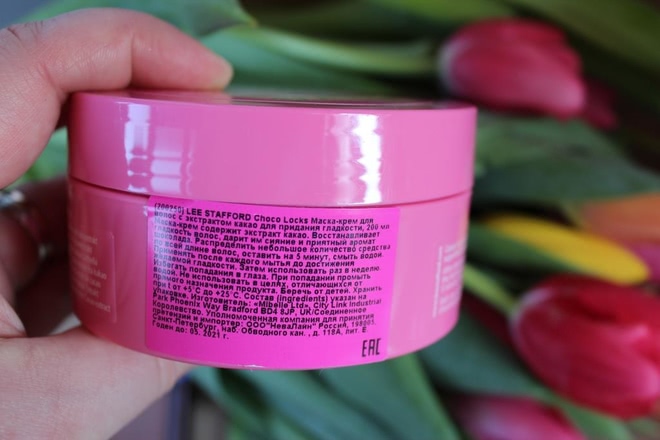 (200250) LEE STAFFORD Choco Locks Маска-крем для
волос с экстрактом какао для придания гладкости, 200 мл
Маска-крем содержит экстракт какао. Восстанавливает
гладкость волос, дарит им сияние и приятный аромат
шоколада. Распределить небольшое количество средства
по всей длине волос, оставить на 5 минут, смыть водой.
Применять после каждого мытья до достижения
желаемой гладкости. Затем использовать раз в неделю.
Избегать попадания в глаза. При попадании промыть
водой. Не использовать в целях, отличающихся от
прямого назначения продукта. Беречь от детей. Хранить
при t от +5°C до +25°C. Состав (ingredients) указан на
упаковке. Изготовитель: «Mibelle Ltd», City Link Industrial
Park Phoenix Way Bradford BD4 8JP, UK/Соединенное
Королевство. Уполномоченная компания для принятия
претензий и импортер: ООО"НеваЛайн" Россия, 198001,
Санкт-Петербург, наб. Обводного кан., д. 118А, лит. Е
Годен до: 05. 2021 г.
EAC